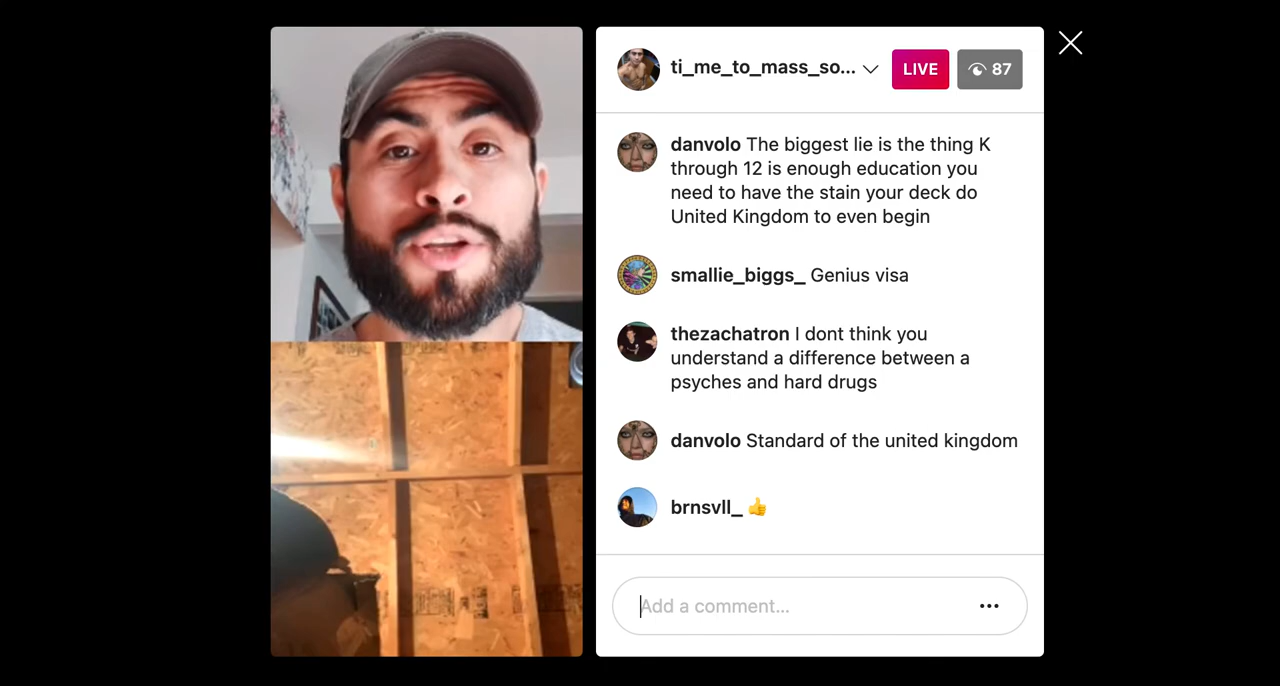 ti_me_to_mass_so...
LIVE
87
danvolo The biggest lie is the thing K
through 12 is enough education you
need to have the stain your deck do
United Kingdom to even begin
smallie_biggs_ Genius visa
thezachatron I dont think you
understand a difference between a
psyches and hard drugs
danvolo Standard of the united kingdom
brnsvll_ 👍
Add a comment...